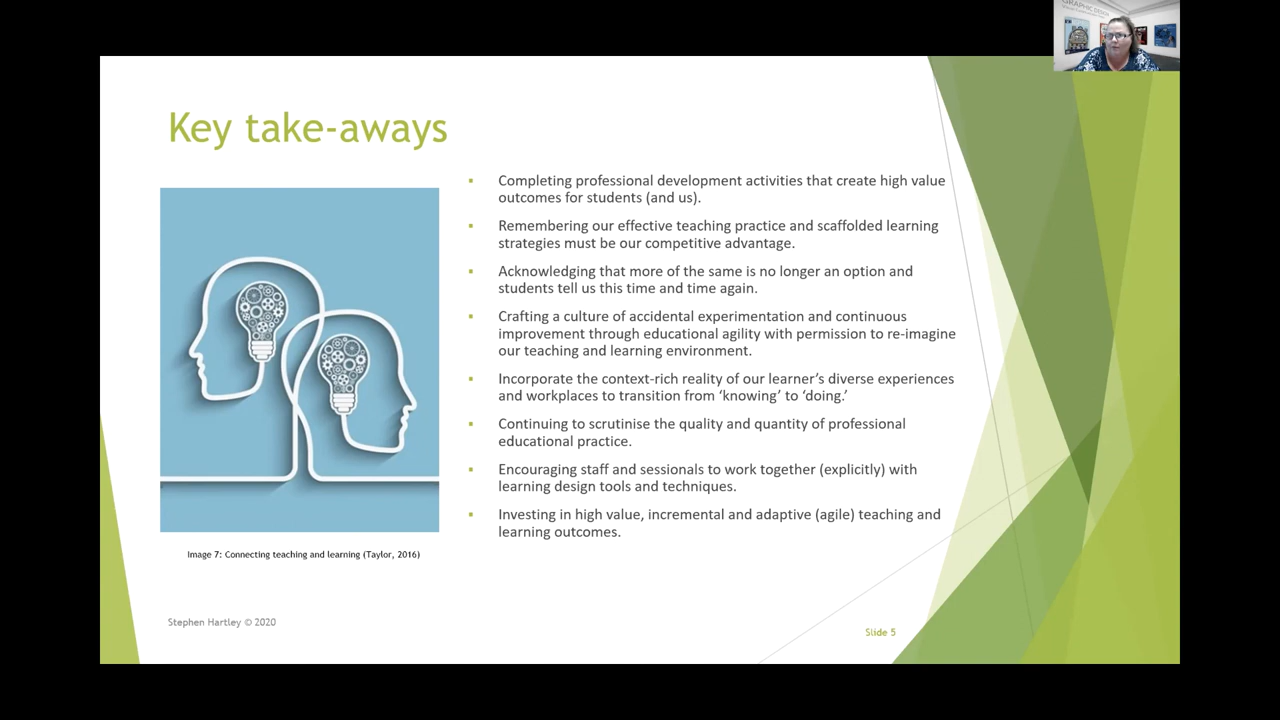 GRAPHIC DESIGN
Key take-aways
Completing professional development activities that create high value
outcomes for students (and us).
Remembering our effective teaching practice and scaffolded learning
strategies must be our competitive advantage.
Acknowledging that more of the same is no longer an option and
students tell us this time and time again.
Crafting a culture of accidental experimentation and continuous
improvement through educational agility with permission to re-imagine
our teaching and learning environment.
Incorporate the context-rich reality of our learner’s diverse experiences
and workplaces to transition from ‘knowing’ to ‘doing.’
Continuing to scrutinise the quality and quantity of professional
educational practice.
Encouraging staff and sessionals to work together (explicitly) with
learning design tools and techniques.
Investing in high value, incremental and adaptive (agile) teaching and
learning outcomes.
Image 7: Connecting teaching and learning (Taylor, 2016)
Stephen Hartley © 2020
Slide 5